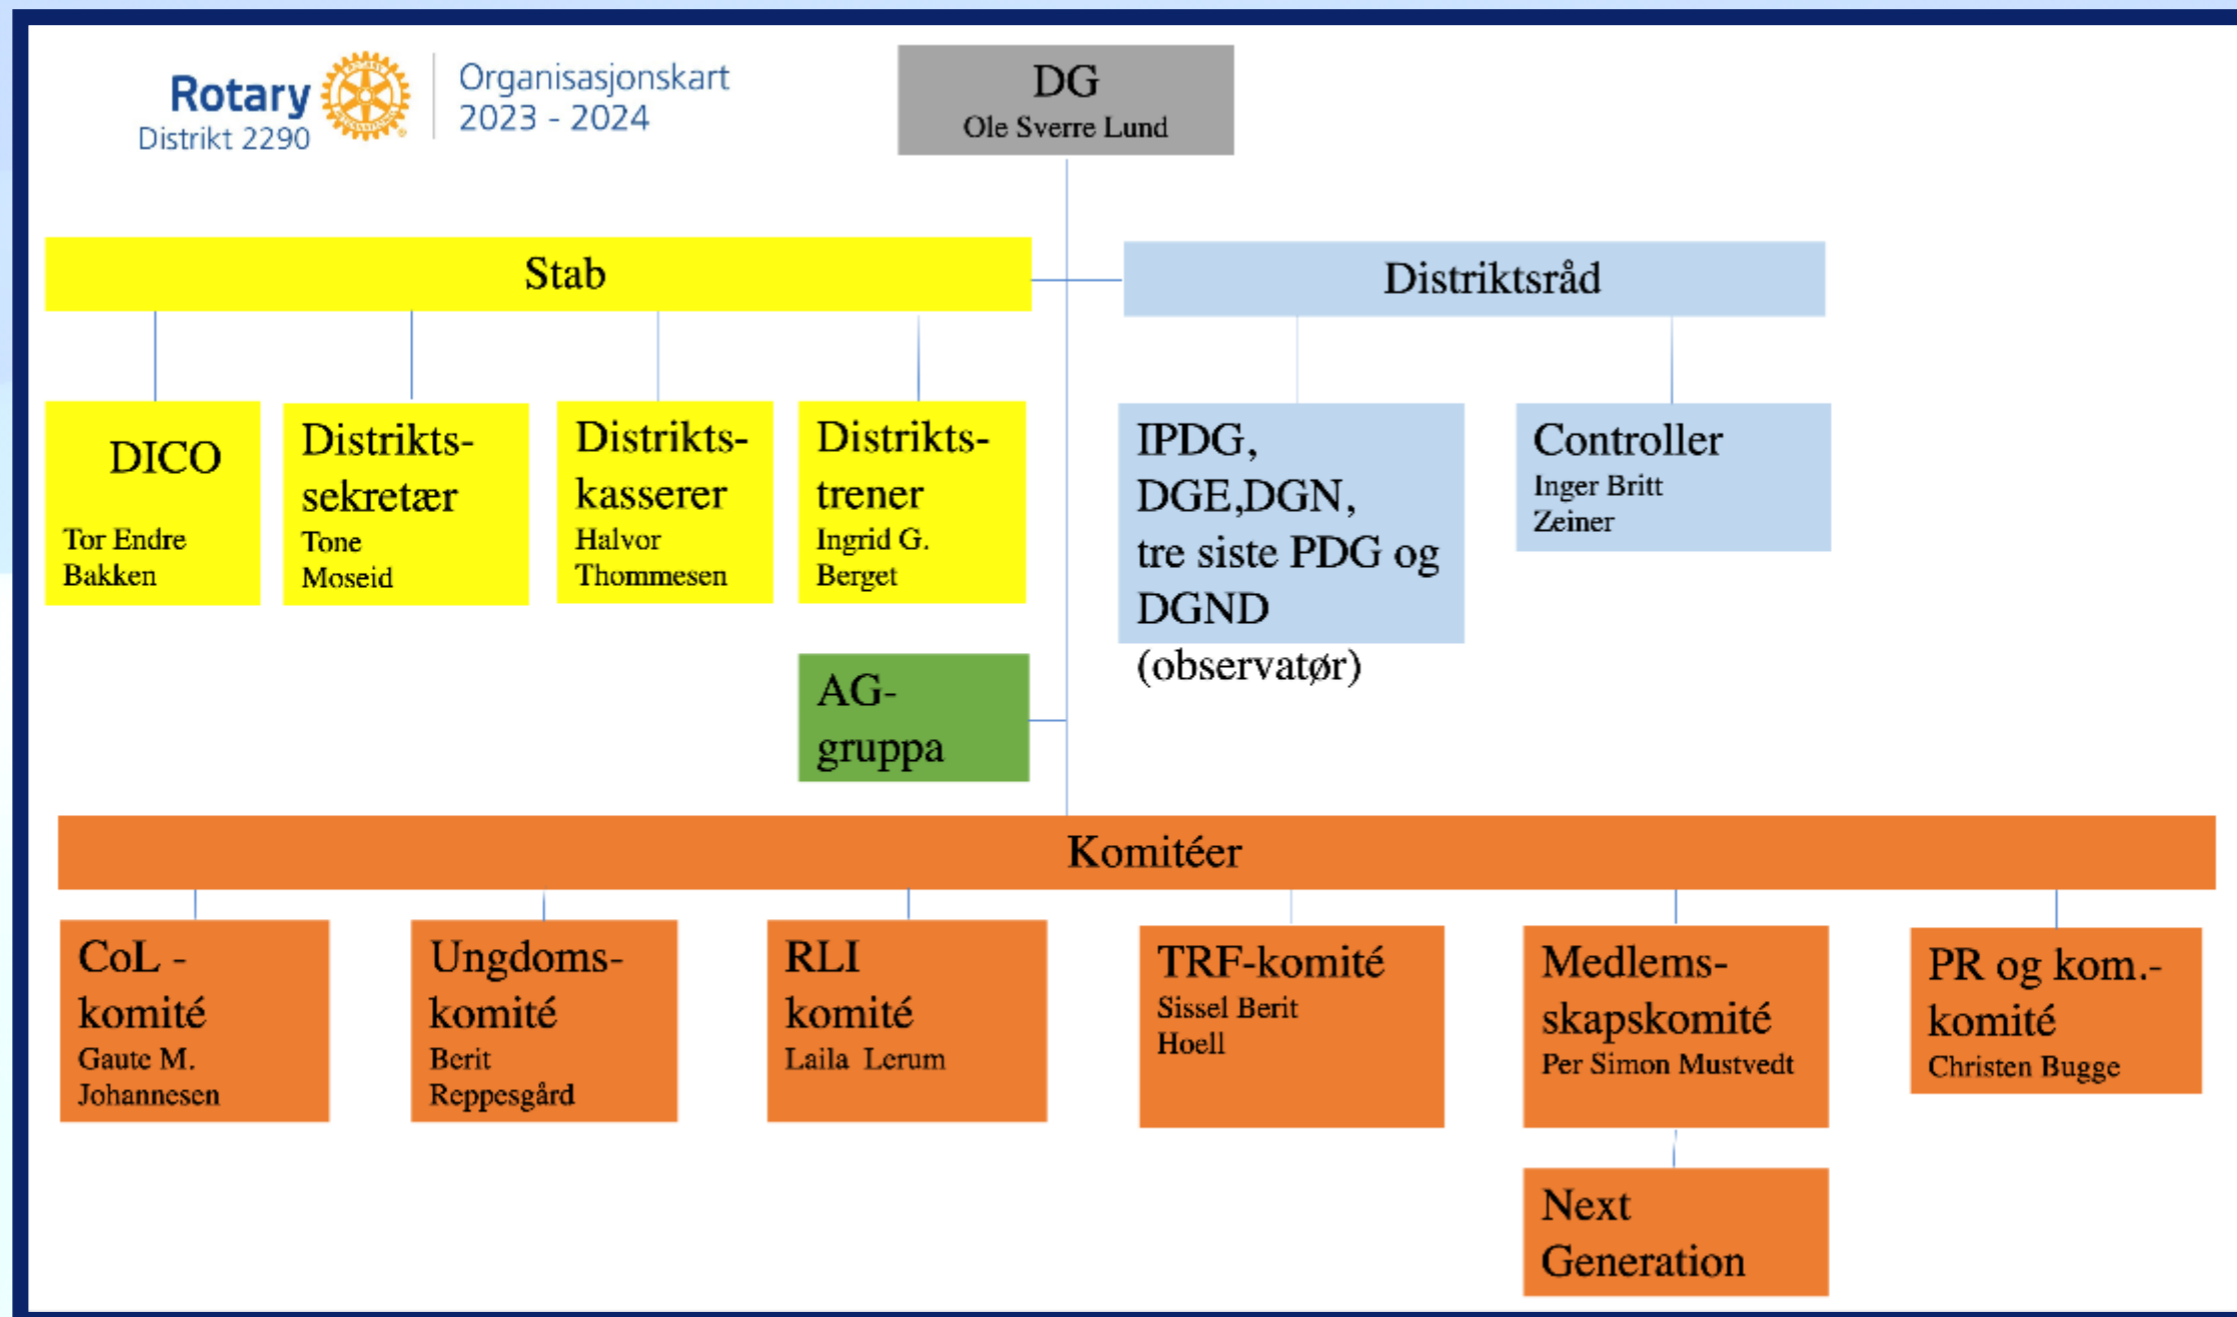 Rotary
Distrikt 2290
Organisasjonskart
2023 - 2024
DG
Ole Sverre Lund
Stab
Distriktsråd
DICO
Tor Endre
Bakken
Distrikts-
sekretær
Tone
Moseid
Distrikts-
kasserer
Halvor
Thommesen
Distrikts-
trener
Ingrid G.
Berget
IPDG,
DGE,DGN,
tre siste PDG og
DGND
(observatør)
Controller
Inger Britt
Zeiner
AG-
gruppa
Komitéer
CoL -
komité
Gaute M.
Johannesen
Ungdoms-
komité
Berit
Reppesgård
RLI
komité
Laila Lerum
TRF-komité
Sissel Berit
Hoell
Medlems-
skapskomité
Per Simon Mustvedt
PR og kom.-
komité
Christen Bugge
Next
Generation